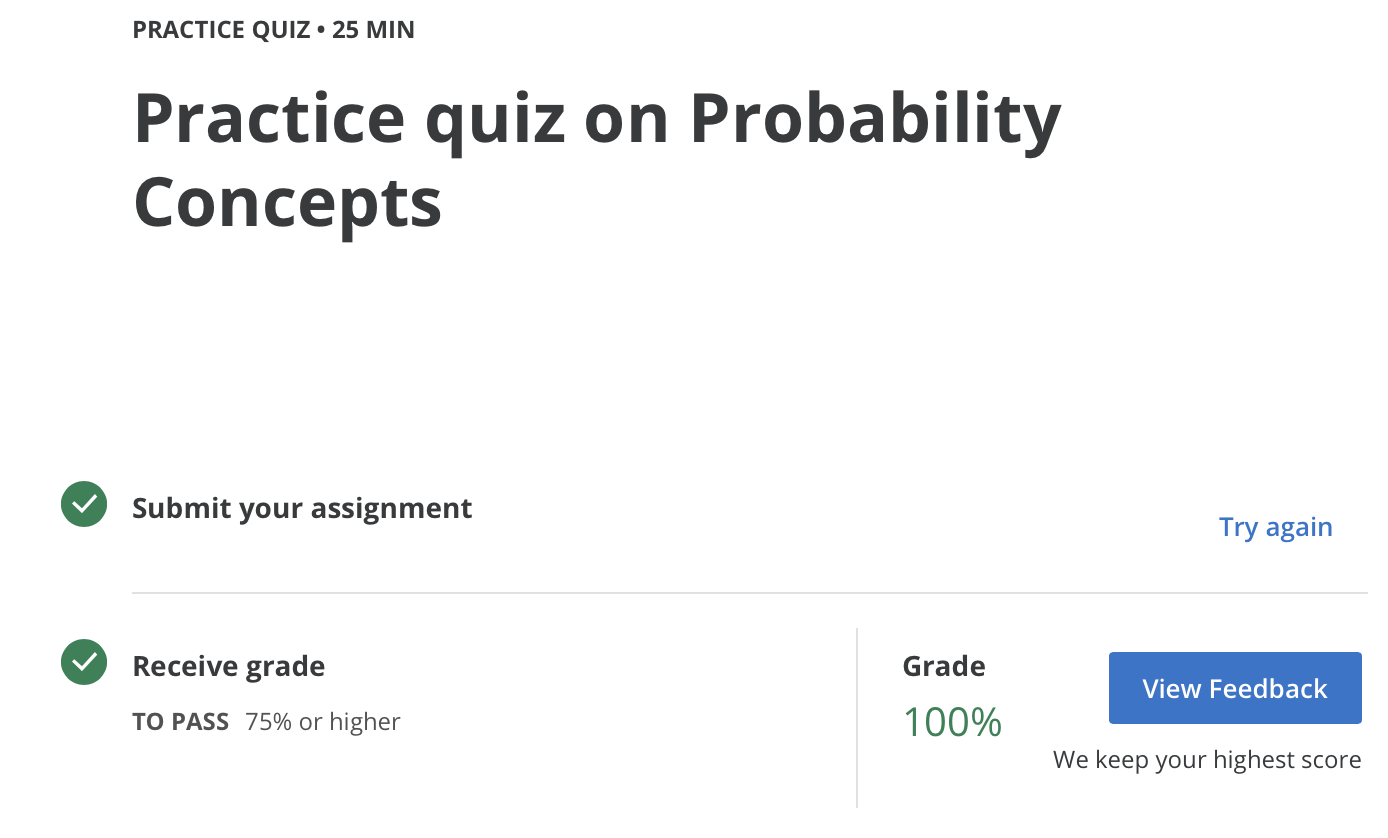 PRACTICE QUIZ • 25 MIN
Practice quiz on Probability
Concepts
Submit your assignment
Try again
Receive grade
TO PASS 75% or higher
Grade
100%
View Feedback
We keep your highest score